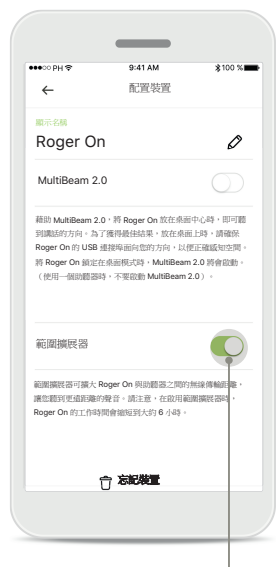 PH 9:41 AM 100 %
配置裝置
顯示名稱
Roger On
MultiBeam 2.0
藉助 MultiBeam 2.0，將 Roger On 放在桌面中心時，即可聽
到講話的方向。為了獲得最佳結果，放在桌面上時，請確保
Roger On 的 USB 連接埠面向您的方向，以便正確感知空間。
將 Roger On 鎖定在桌面模式時，MultiBeam 2.0 將會啟動。
（使用一個助聽器時，不要啟動 MultiBeam 2.0）。
範圍擴展器
範圍擴展器可擴大 Roger On 與助聽器之間的無線傳輸距離，
讓您聽到更遠距離的聲音。請注意，在啟用範圍擴展器時，
Roger On 的工作時間會縮短到大約 6 小時。
忘記裝置